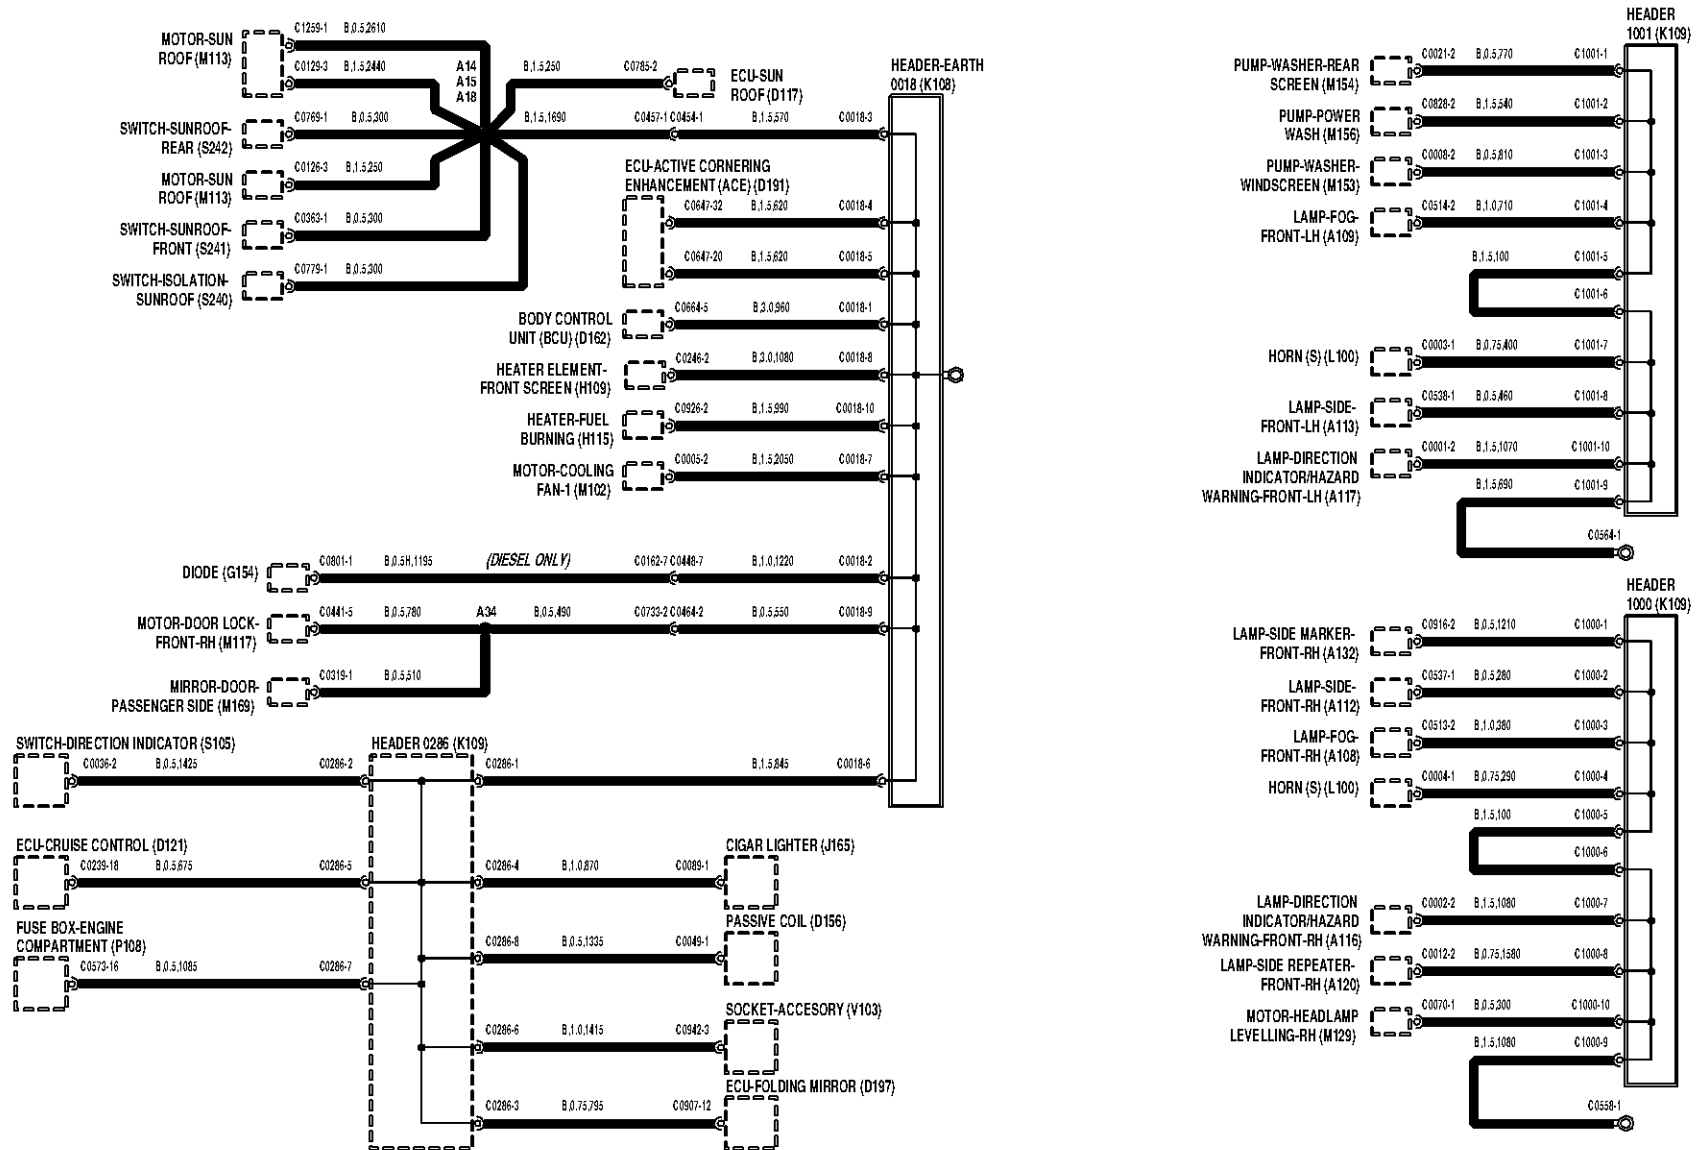 MOTOR-SUN
ROOF (M113)
C1259-1 B,0.5,2610
C0129-3 B,1.5,2440
A14
A15
A18
B,1.5,250 C0785-2
ECU-SUN
ROOF (D117)
SWITCH-SUNROOF-
REAR (S242)
C0769-1 B,0.5,300
B,1.5,1690 C0457-1 C0454-1 B,1.5,570 C0018-3
MOTOR-SUN
ROOF (M113)
C0126-3 B,1.5,250
SWITCH-SUNROOF-
FRONT (S241)
C0363-1 B,0.5,300
SWITCH-ISOLATION-
SUNROOF (S240)
C0779-1 B,0.5,300
HEADER-EARTH
0018 (K108)
ECU-ACTIVE CORNERING
ENHANCEMENT (ACE) (D191)
C0647-32 B,1.5,620 C0018-4
C0647-20 B,1.5,620 C0018-5
BODY CONTROL
UNIT (BCU) (D162)
C0664-5 B,3.0,960 C0018-1
HEATER ELEMENT-
FRONT SCREEN (H109)
C0246-2 B,3.0,1080 C0018-8
HEATER-FUEL
BURNING (H115)
C0926-2 B,1.5,990 C0018-10
MOTOR-COOLING
FAN-1 (M102)
C0005-2 B,1.5,2050 C0018-7
DIODE (G154)
C0801-1 B,0.5H,1195 (DIESEL ONLY) C0162-7 C0448-7 B,1.0,1220 C0018-2
MOTOR-DOOR LOCK-
FRONT-RH (M117)
C0441-5 B,0.5,780 A34 B,0.5,490 C0733-2 C0464-2 B,0.5,550 C0018-9
MIRROR-DOOR-
PASSENGER SIDE (M169)
C0319-1 B,0.5,510
SWITCH-DIRECTION INDICATOR (S105)
C0036-2 B,0.5,1425 C0286-2
HEADER 0286 (K109)
C0286-1 B,1.5,845 C0018-6
ECU-CRUISE CONTROL (D121)
C0239-18 B,0.5,675 C0286-5
C0286-4 B,1.0,870 C0089-1
CIGAR LIGHTER (J165)
FUSE BOX-ENGINE
COMPARTMENT (P108)
C0573-16 B,0.5,1085 C0286-7
C0286-8 B,0.5,1335 C0049-1
PASSIVE COIL (D156)
C0286-6 B,1.0,1415 C0942-3
SOCKET-ACCESORY (V103)
C0286-3 B,0.75,795 C0907-12
ECU-FOLDING MIRROR (D197)
HEADER
1001 (K109)
PUMP-WASHER-REAR
SCREEN (M154)
C0021-2 B,0.5,770 C1001-1
PUMP-POWER
WASH (M156)
C0828-2 B,1.5,540 C1001-2
PUMP-WASHER-
WINDSCREEN (M153)
C0008-2 B,0.5,810 C1001-3
LAMP-FOG-
FRONT-LH (A109)
C0514-2 B,1.0,710 C1001-4
B,1.5,100 C1001-5
C1001-6
HORN (S) (L100)
C0003-1 B,0.75,400 C1001-7
LAMP-SIDE-
FRONT-LH (A113)
C0538-1 B,0.5,460 C1001-8
LAMP-DIRECTION
INDICATOR/HAZARD
WARNING-FRONT-LH (A117)
C0001-2 B,1.5,1070 C1001-10
B,1.5,690 C1001-9
C0564-1
HEADER
1000 (K109)
LAMP-SIDE MARKER-
FRONT-RH (A132)
C0916-2 B,0.5,1210 C1000-1
LAMP-SIDE-
FRONT-RH (A112)
C0537-1 B,0.5,280 C1000-2
LAMP-FOG-
FRONT-RH (A108)
C0513-2 B,1.0,380 C1000-3
HORN (S) (L100)
C0004-1 B,0.75,290 C1000-4
B,1.5,100 C1000-5
C1000-6
LAMP-DIRECTION
INDICATOR/HAZARD
WARNING-FRONT-RH (A116)
C0002-2 B,1.5,1080 C1000-7
LAMP-SIDE REPEATER-
FRONT-RH (A120)
C0012-2 B,0.75,1580 C1000-8
MOTOR-HEADLAMP
LEVELLING-RH (M129)
C0070-1 B,0.5,300 C1000-10
B,1.5,1080 C1000-9
C0558-1